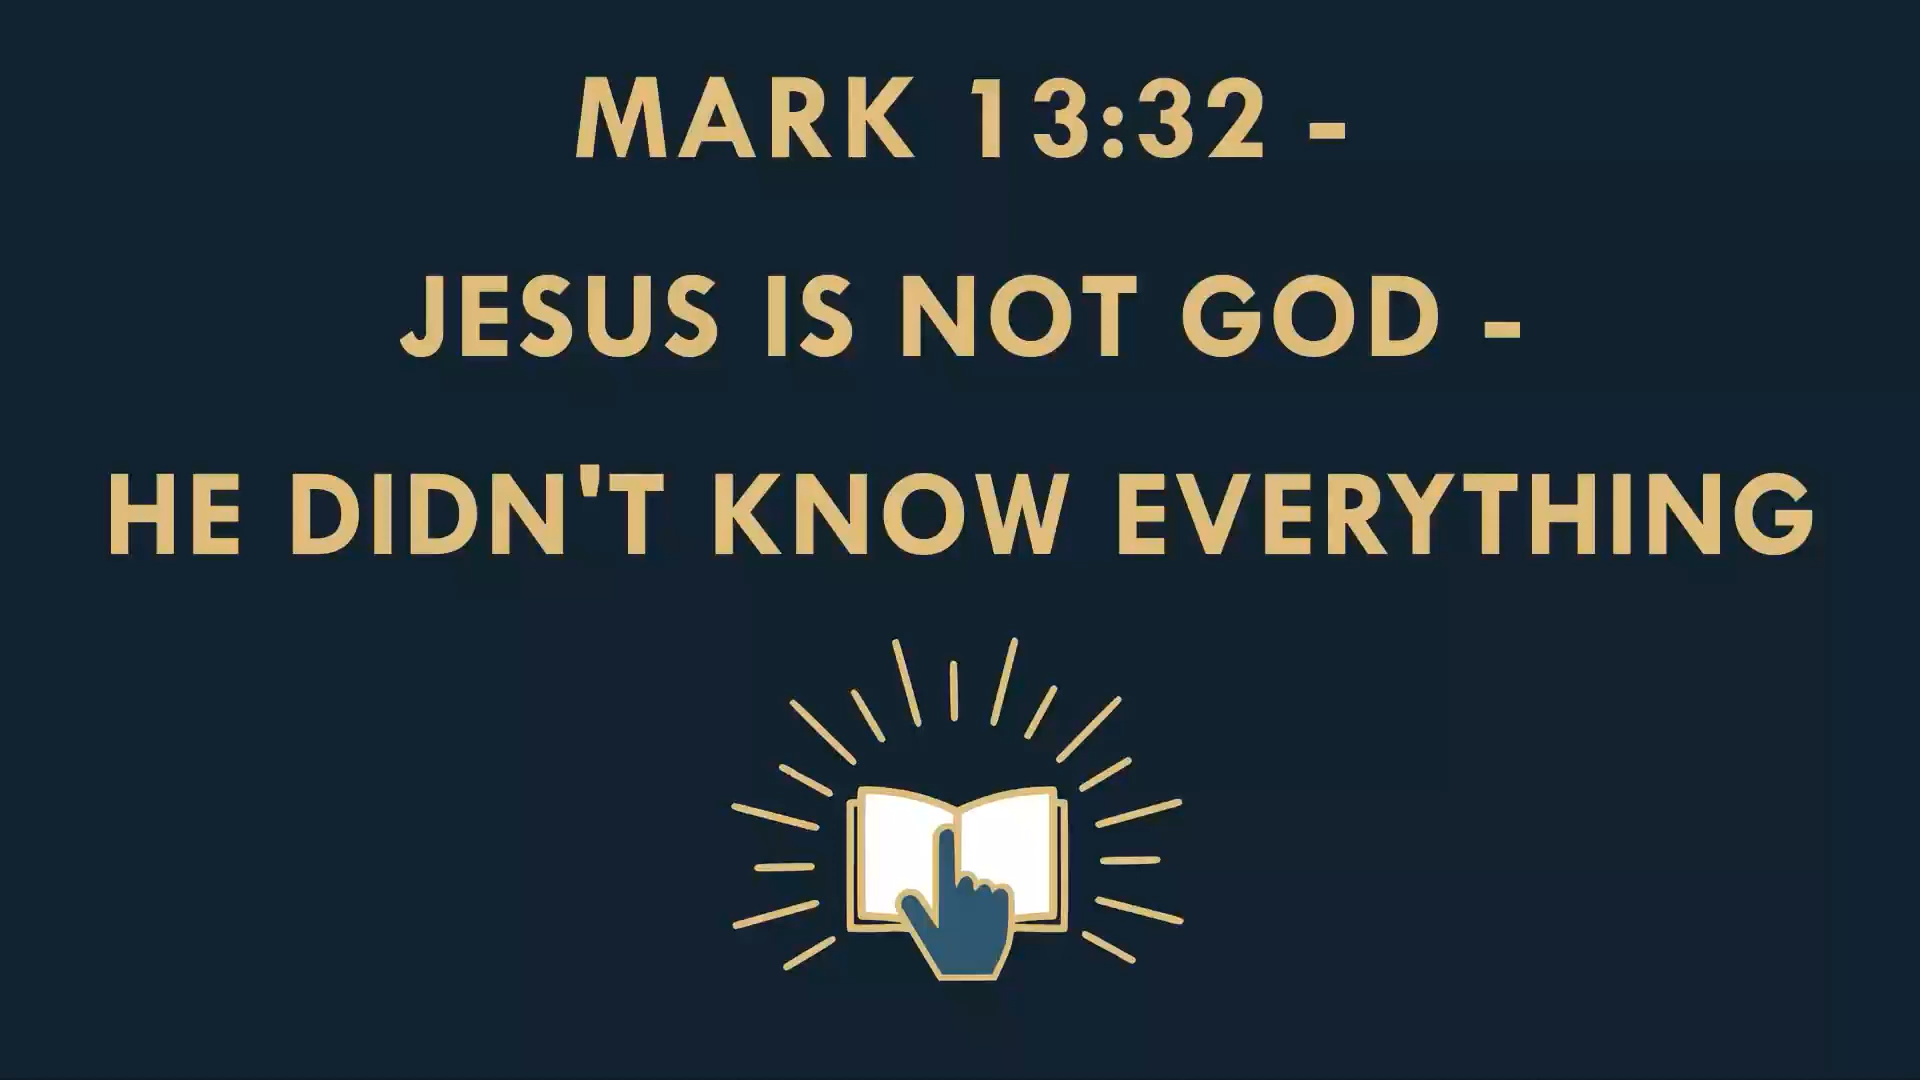 MARK 13:32 -
JESUS IS NOT GOD -
HE DIDN'T KNOW EVERYTHING